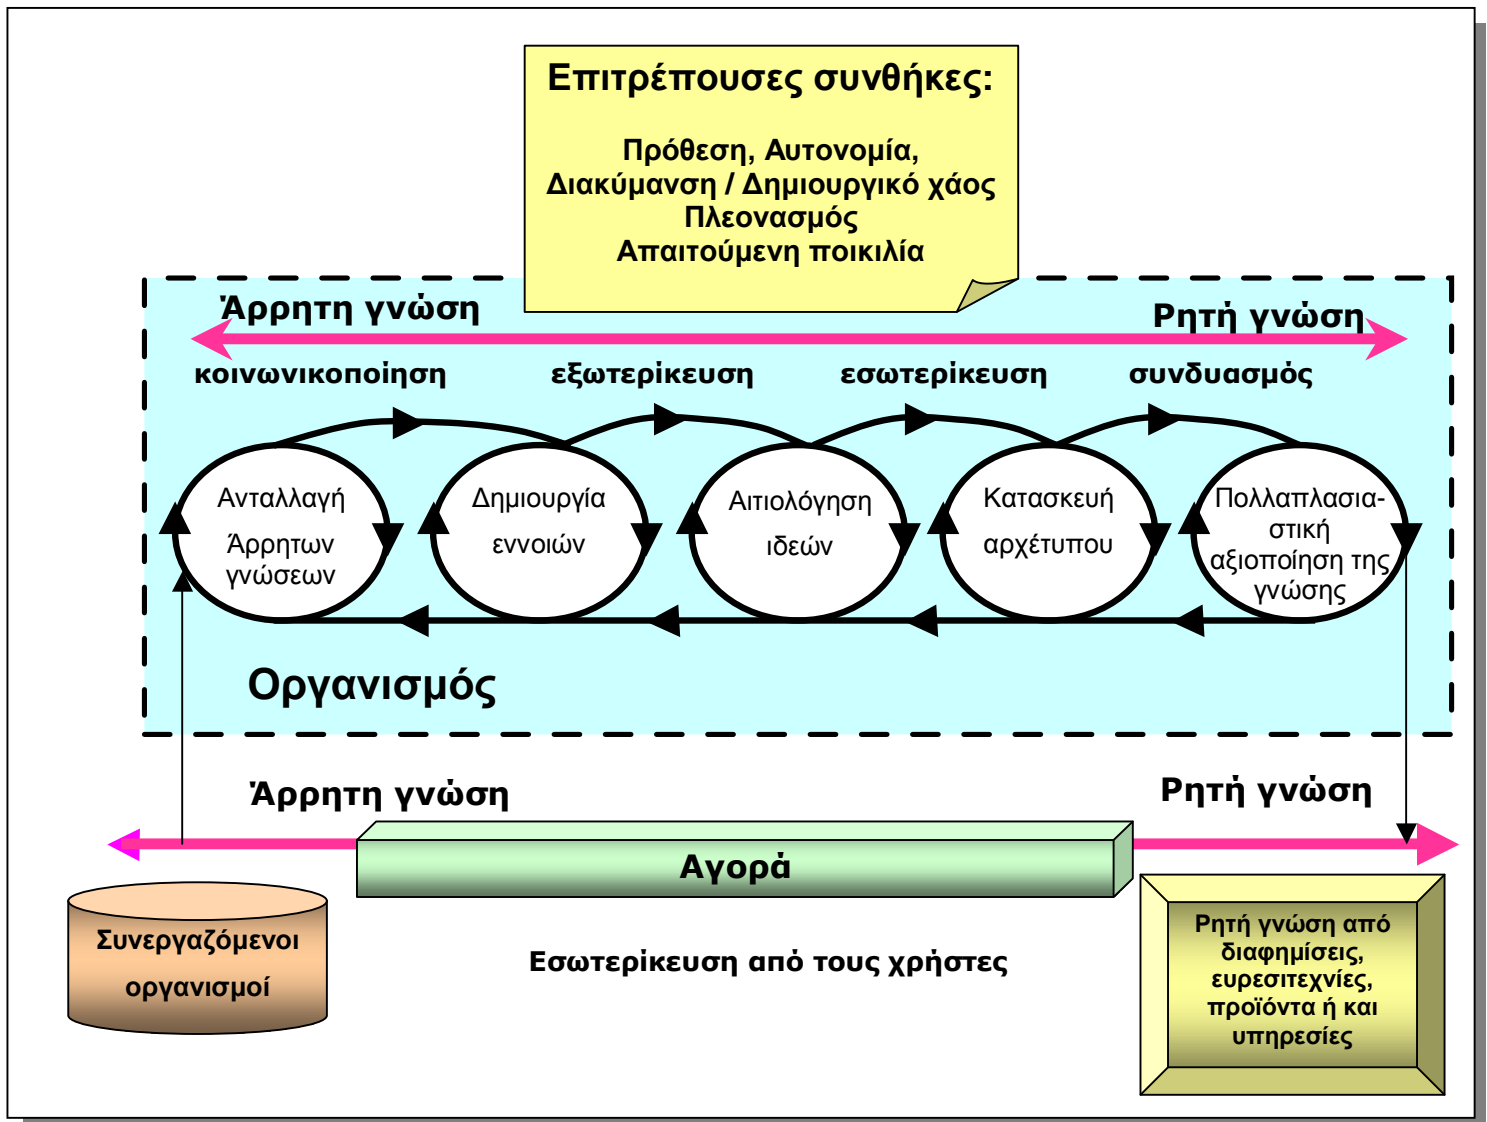 Επιτρέπουσες συνθήκες:
Πρόθεση, Αυτονομία,
Διακύμανση / Δημιουργικό χάος
Πλεονασμός
Απαιτούμενη ποικιλία
Άρρητη γνώση
Ρητή γνώση
κοινωνικοποίηση
εξωτερίκευση
εσωτερίκευση
συνδυασμός
Ανταλλαγή
Άρρητων
γνώσεων
Δημιουργία
εννοιών
Αιτιολόγηση
ιδεών
Κατασκευή
αρχέτυπου
Πολλαπλασια-
στική
αξιοποίηση της
γνώσης
Οργανισμός
Άρρητη γνώση
Ρητή γνώση
Αγορά
Συνεργαζόμενοι
οργανισμοί
Εσωτερίκευση από τους χρήστες
Ρητή γνώση από
διαφημίσεις,
ευρεσιτεχνίες,
προϊόντα ή και
υπηρεσίες